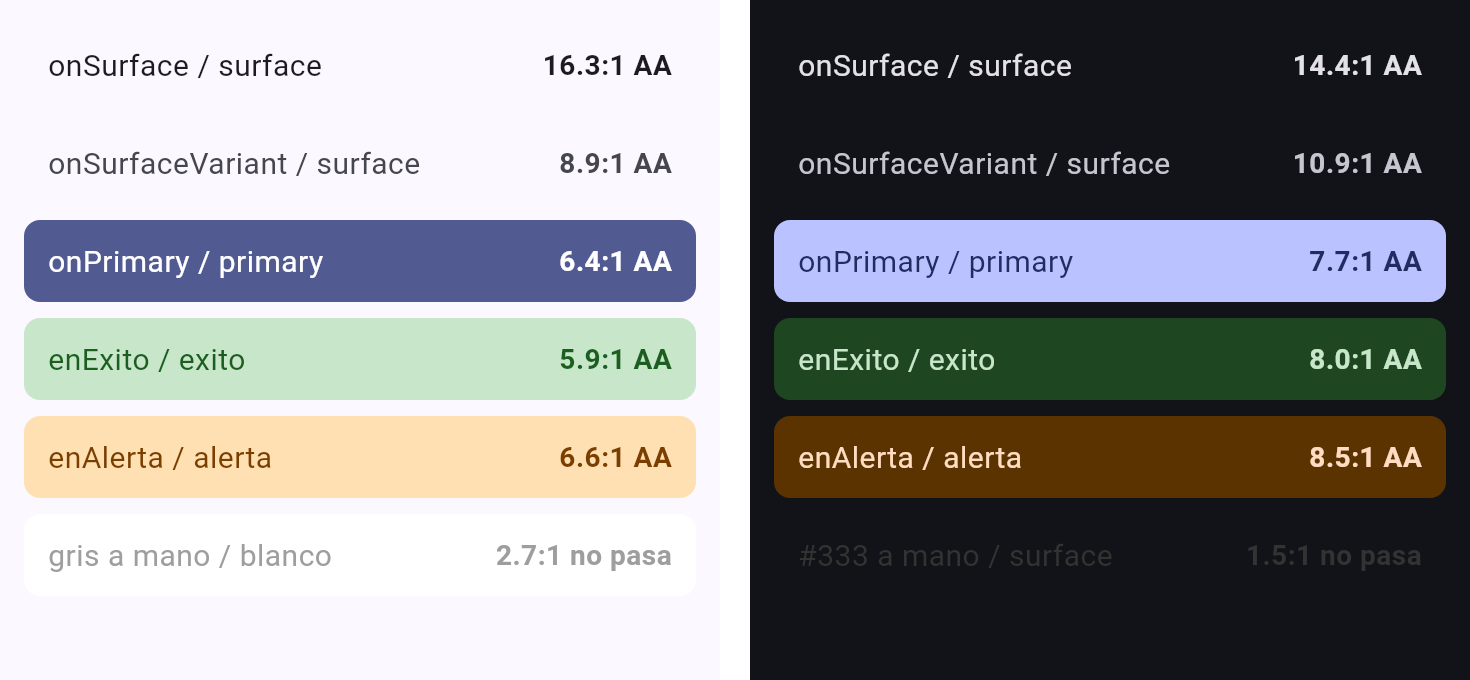 onSurface / surface 16.3:1 AA
onSurfaceVariant / surface 8.9:1 AA
onPrimary / primary 6.4:1 AA
enExito / exito 5.9:1 AA
enAlerta / alerta 6.6:1 AA
gris a mano / blanco 2.7:1 no pasa
onSurface / surface 14.4:1 AA
onSurfaceVariant / surface 10.9:1 AA
onPrimary / primary 7.7:1 AA
enExito / exito 8.0:1 AA
enAlerta / alerta 8.5:1 AA
#333 a mano / surface 1.5:1 no pasa